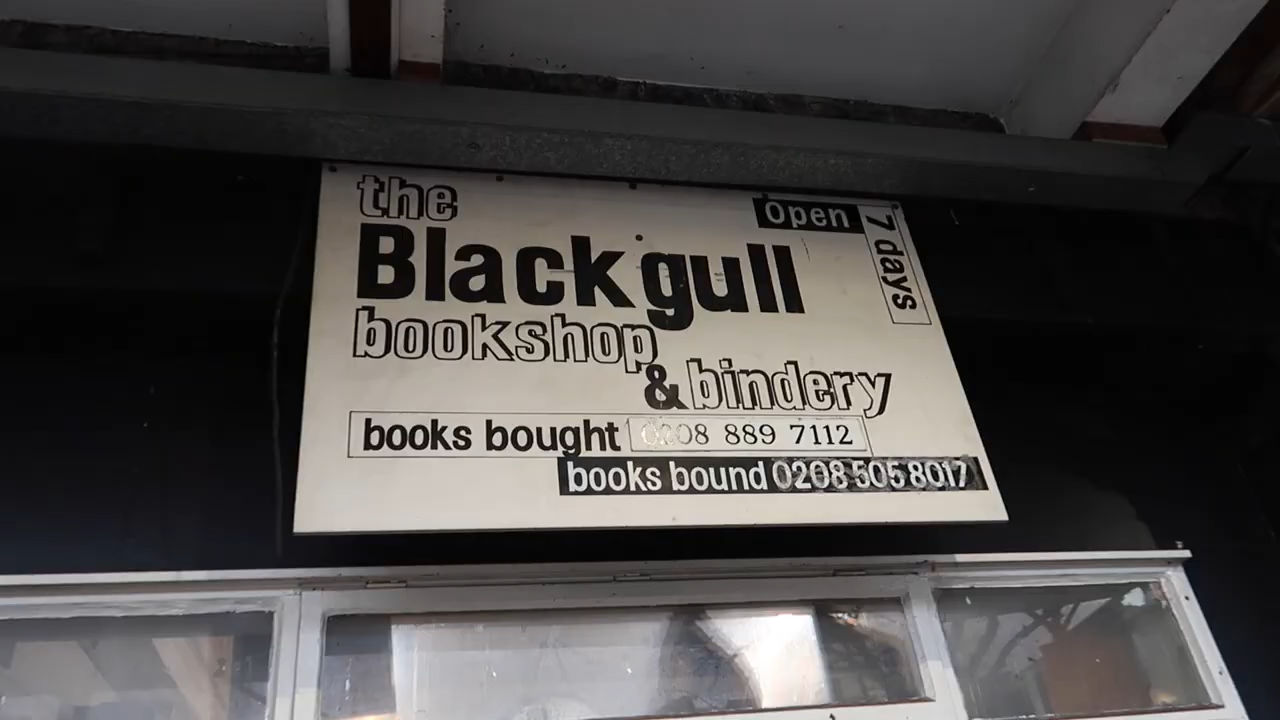 the
Open
7 days
Blackgull
bookshop
& bindery
books bought 0208 889 7112
books bound 0208 505 8017